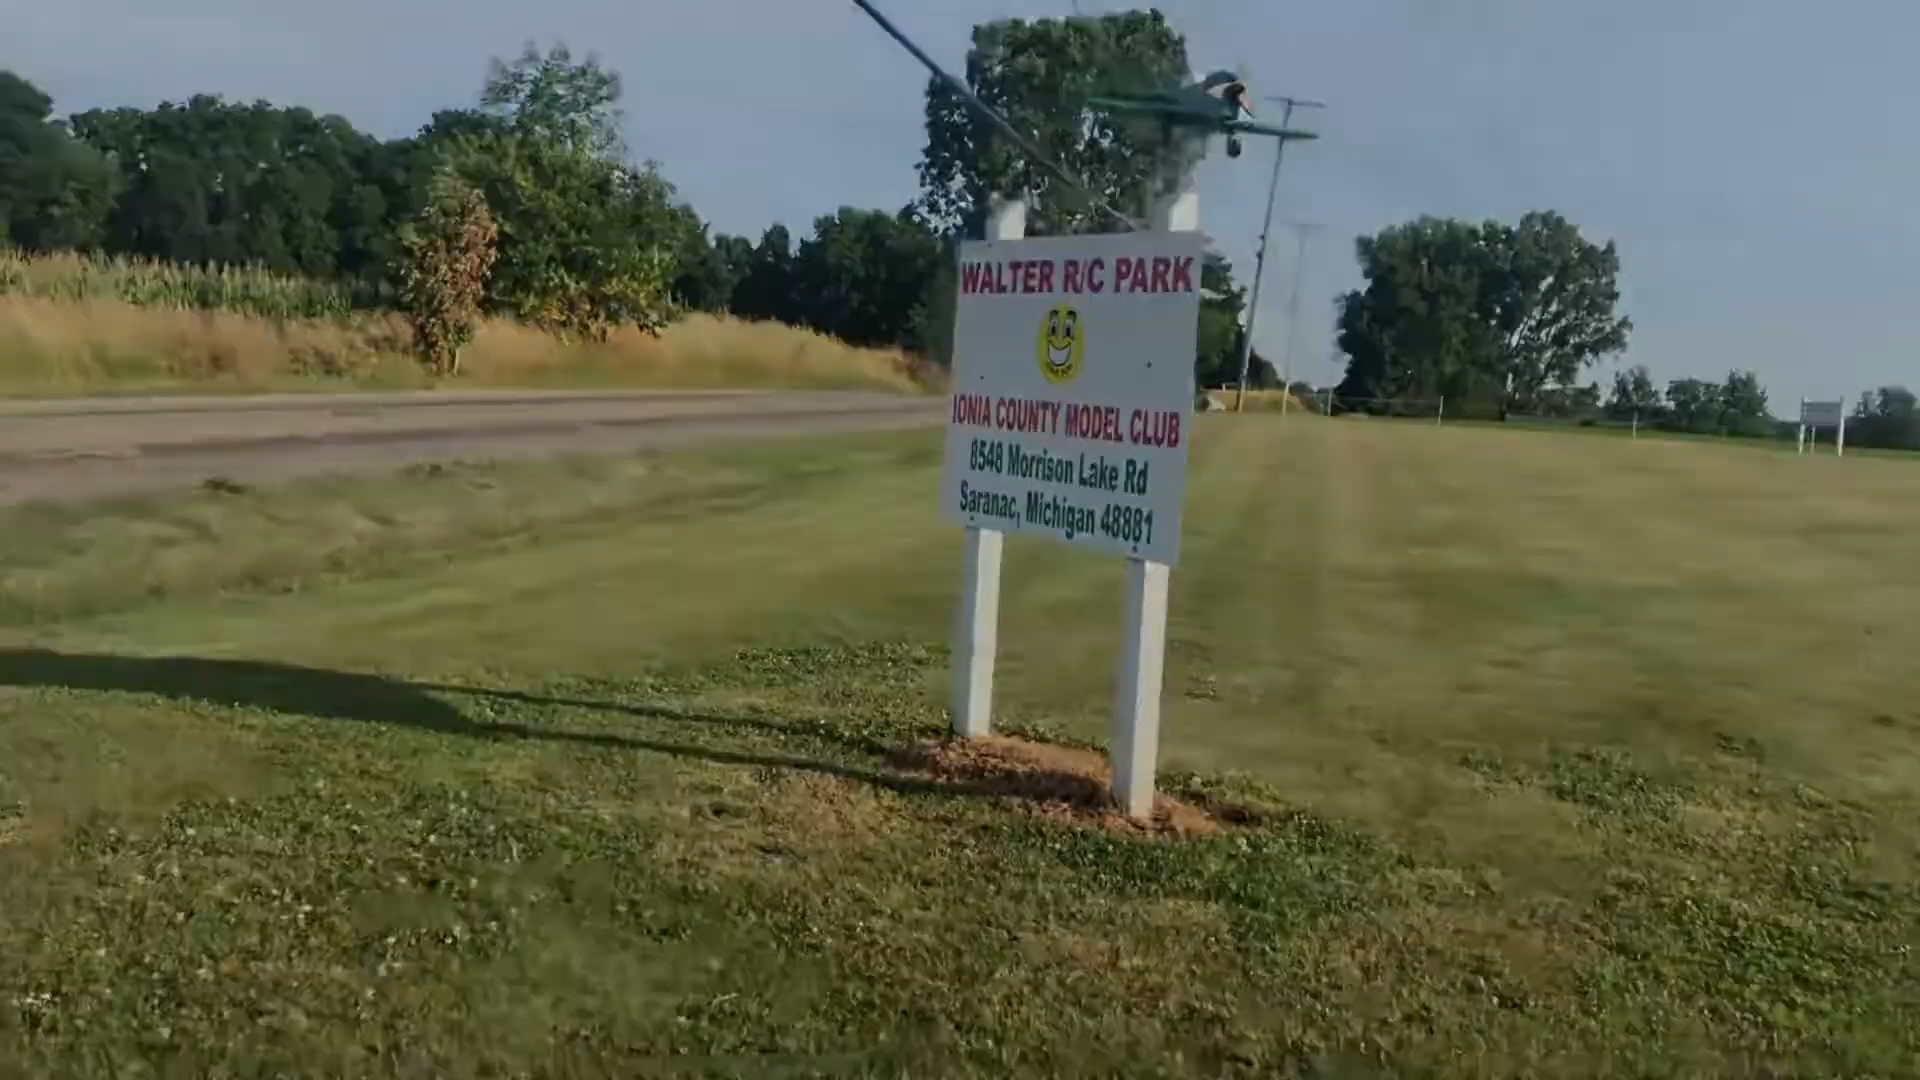 WALTER R/C PARK
IONIA COUNTY MODEL CLUB
8548 Morrison Lake Rd
Saranac, Michigan 48881